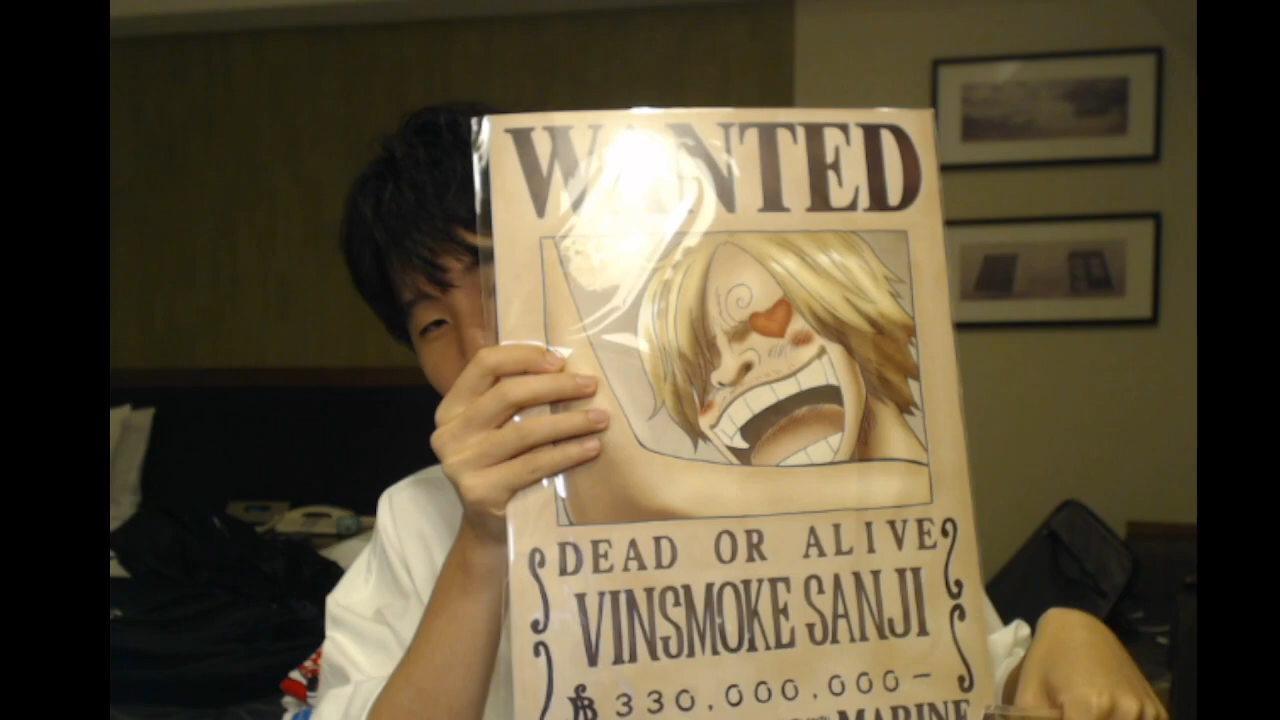 WANTED
DEAD OR ALIVE
VINSMOKE SANJI
฿ 330,000,000-
MARINE